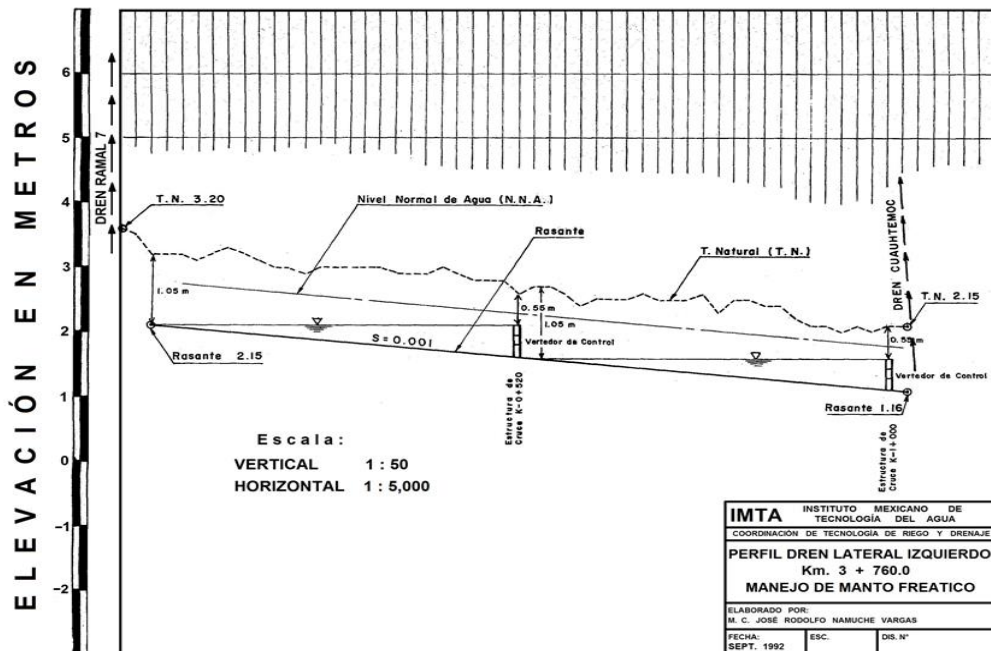 ELEVACIÓN EN METROS
6
5
4
3
2
1
0
-1
-2
DREN RAMAL 7
T.N. 3.20
Nivel Normal de Agua (N.N.A.)
Rasante
T. Natural (T.N.)
DREN CUAUHTEMOC
T.N. 2.15
1.05 m
0.55 m
1.05 m
0.55 m
Rasante 2.15
S=0.001
Vertedor de Control
Vertedor de Control
Rasante 1.16
Estructura de
Cruce K-0+520
Estructura de
Cruce K-1+000
Escala:
VERTICAL 1:50
HORIZONTAL 1:5,000
IMTA INSTITUTO MEXICANO DE
TECNOLOGÍA DEL AGUA
COORDINACIÓN DE TECNOLOGÍA DE RIEGO Y DRENAJE
PERFIL DREN LATERAL IZQUIERDO
Km. 3 + 760.0
MANEJO DE MANTO FREATICO
ELABORADO POR:
M. C. JOSÉ RODOLFO NAMUCHE VARGAS
FECHA:
SEPT. 1992
ESC.
DIS. N°